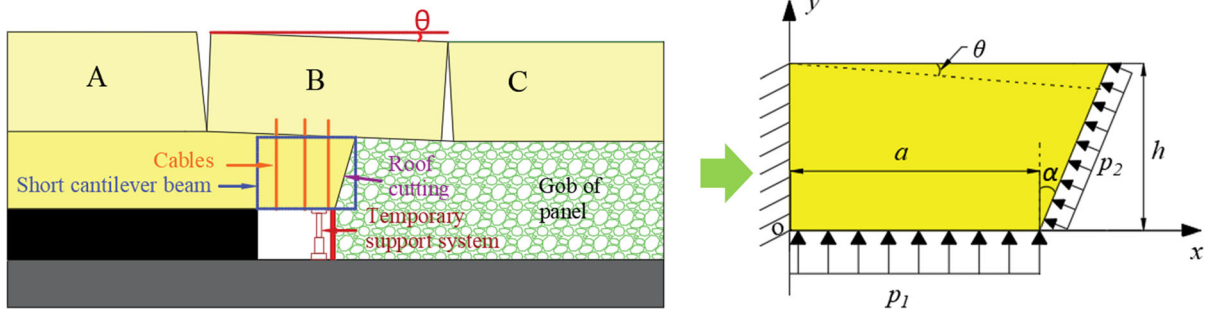 θ
A
B
C
Cables
Short cantilever beam
Roof
cutting
Gob of
panel
Temporary
support system
y
θ
a
α
p2
h
o
x
p1